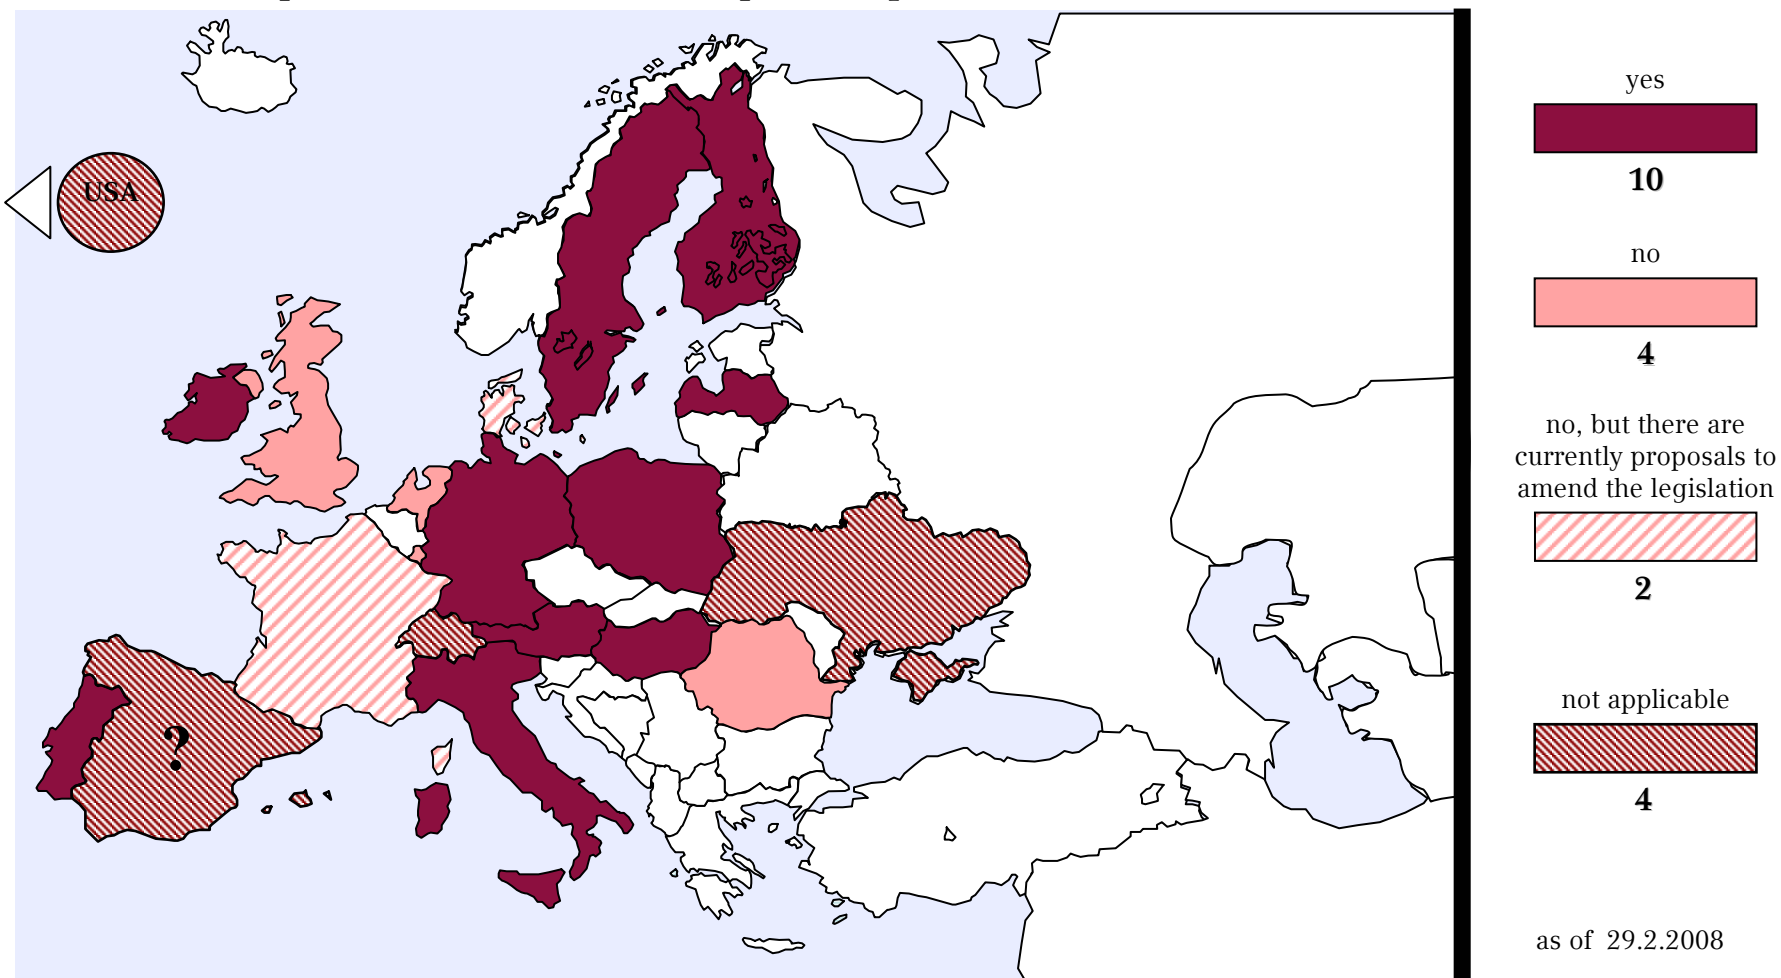 USA
?
yes
10
no
4
no, but there are
currently proposals to
amend the legislation
2
not applicable
4
as of 29.2.2008